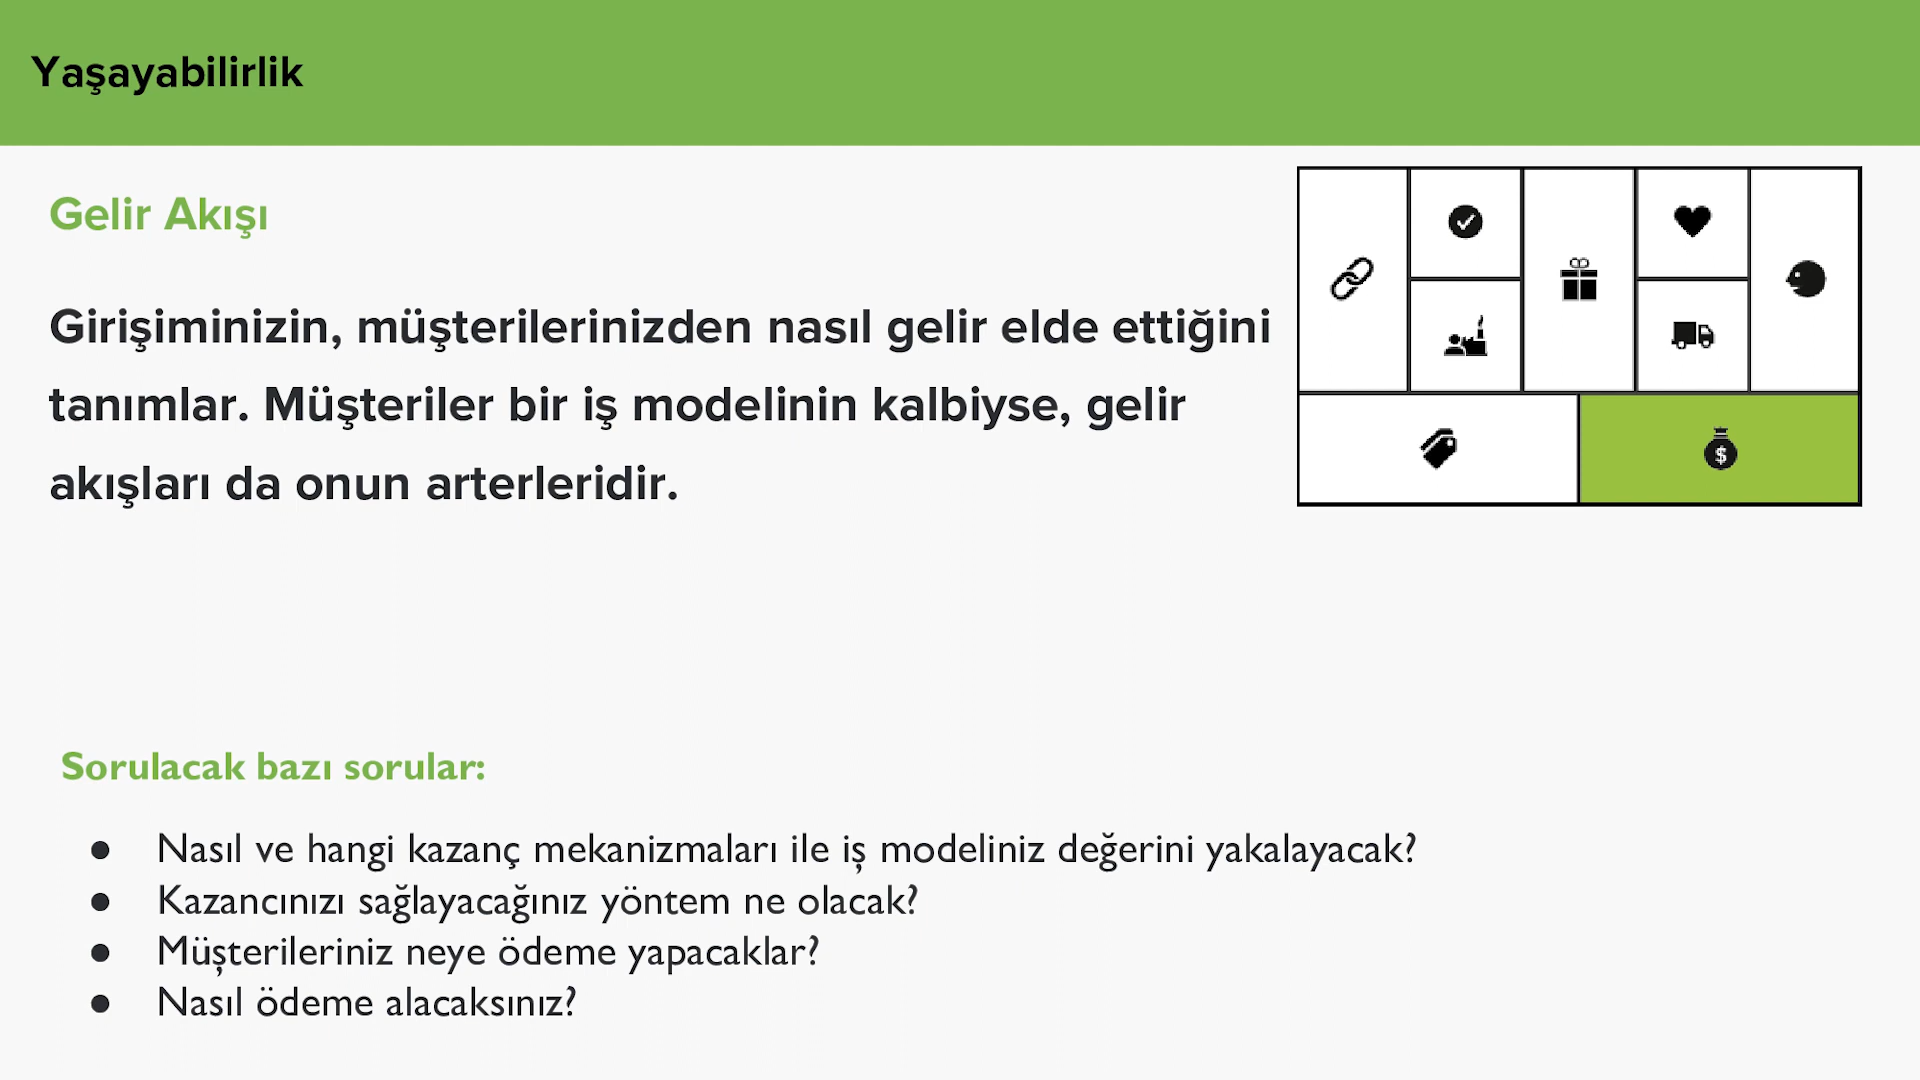 Yaşayabilirlik
Gelir Akışı
Girişiminizin, müşterilerinizden nasıl gelir elde ettiğini
tanımlar. Müşteriler bir iş modelinin kalbiyse, gelir
akışları da onun arterleridir.
$
Sorulacak bazı sorular:
● Nasıl ve hangi kazanç mekanizmaları ile iş modeliniz değerini yakalayacak?
● Kazancınızı sağlayacağınız yöntem ne olacak?
● Müşterileriniz neye ödeme yapacaklar?
● Nasıl ödeme alacaksınız?